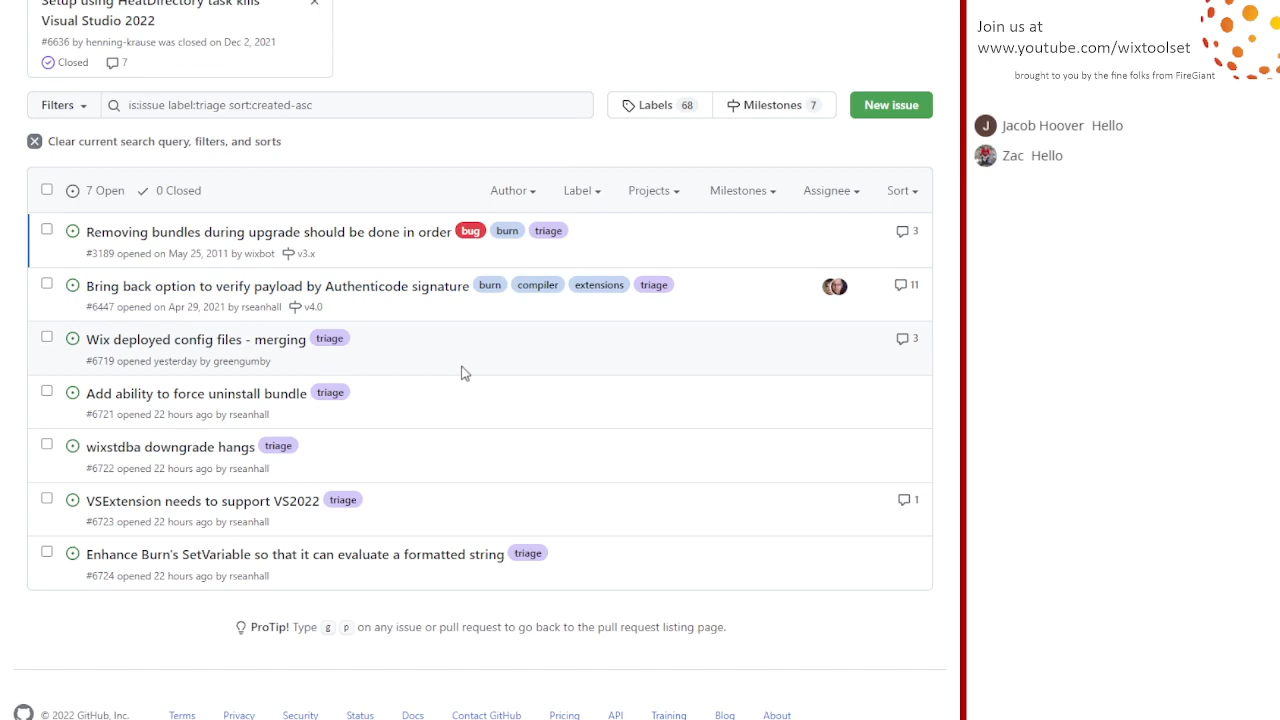 Setup using HeatDirectory task kills
Visual Studio 2022
#6636 by henning-krause was closed on Dec 2, 2021
Closed 7
Filters is:issue label:triage sort:created-asc Labels 68 Milestones 7 New issue
Clear current search query, filters, and sorts
7 Open 0 Closed Author Label Projects Milestones Assignee Sort
Removing bundles during upgrade should be done in order bug burn triage 3
#3189 opened on May 25, 2011 by wixbot v3.x
Bring back option to verify payload by Authenticode signature burn compiler extensions triage 11
#6447 opened on Apr 29, 2021 by rseanhall v4.0
Wix deployed config files - merging triage 3
#6719 opened yesterday by greengumby
Add ability to force uninstall bundle triage
#6721 opened 22 hours ago by rseanhall
wixstdba downgrade hangs triage
#6722 opened 22 hours ago by rseanhall
VSExtension needs to support VS2022 triage 1
#6723 opened 22 hours ago by rseanhall
Enhance Burn's SetVariable so that it can evaluate a formatted string triage
#6724 opened 22 hours ago by rseanhall
ProTip! Type g p on any issue or pull request to go back to the pull request listing page.
© 2022 GitHub, Inc. Terms Privacy Security Status Docs Contact GitHub Pricing API Training Blog About
Join us at
www.youtube.com/wixtoolset
brought to you by the fine folks from FireGiant
J Jacob Hoover Hello
Zac Hello